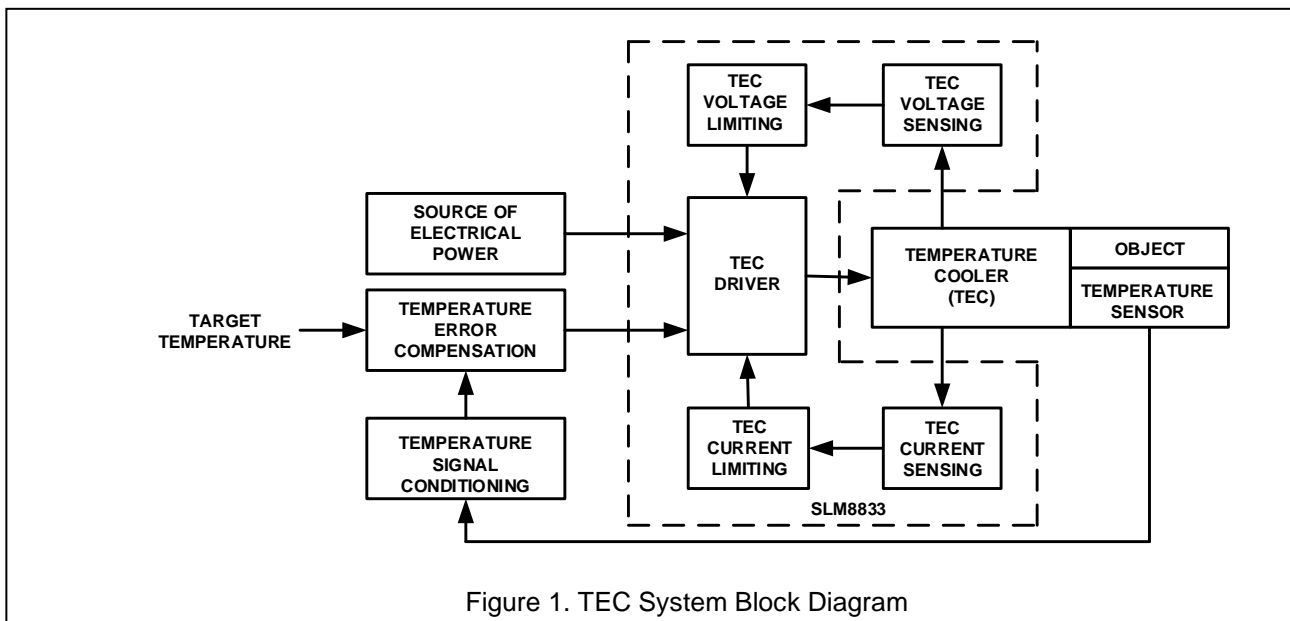 TEC
VOLTAGE
LIMITING
TEC
VOLTAGE
SENSING
SOURCE OF
ELECTRICAL
POWER
TEC
DRIVER
TEMPERATURE
COOLER
(TEC)
OBJECT
TEMPERATURE
SENSOR
TARGET
TEMPERATURE
TEMPERATURE
ERROR
COMPENSATION
TEMPERATURE
SIGNAL
CONDITIONING
TEC
CURRENT
LIMITING
TEC
CURRENT
SENSING
SLM8833
Figure 1. TEC System Block Diagram